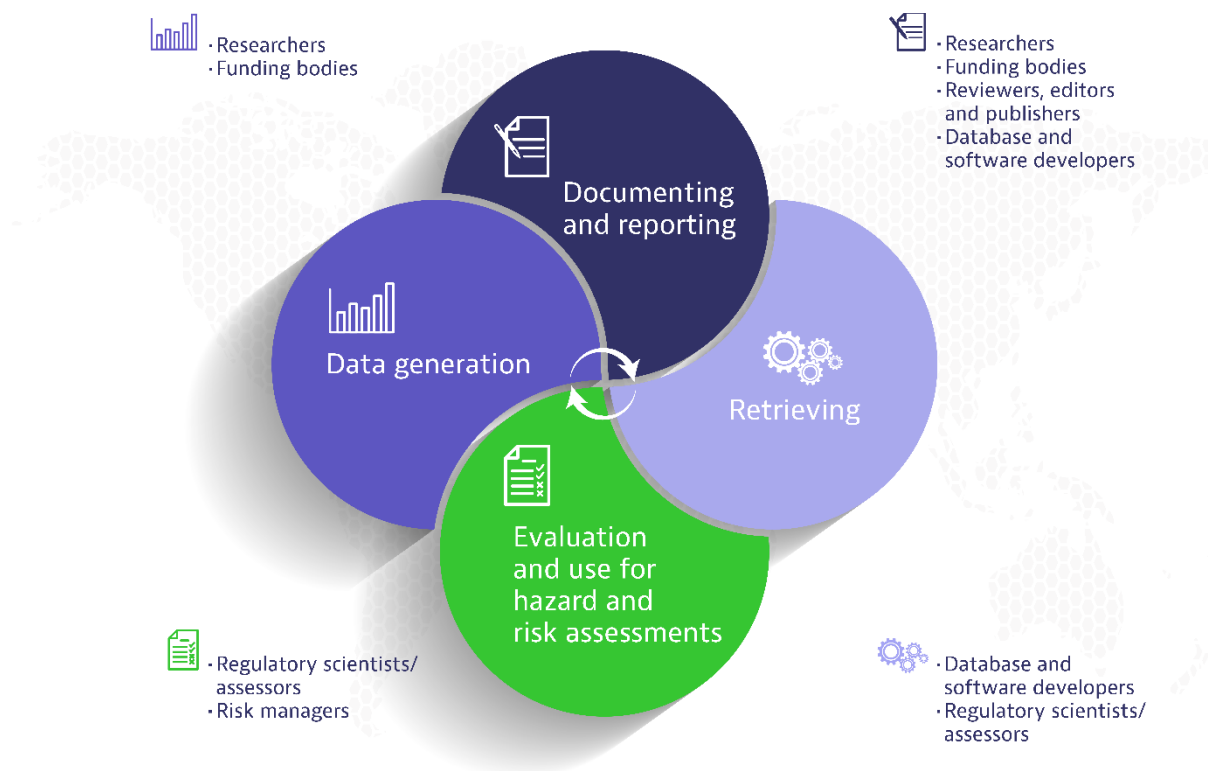 · Researchers
· Funding bodies
· Researchers
· Funding bodies
· Reviewers, editors
and publishers
· Database and
software developers
Documenting
and reporting
Data generation
Retrieving
Evaluation
and use for
hazard and
risk assessments
· Regulatory scientists/
assessors
· Risk managers
· Database and
software developers
· Regulatory scientists/
assessors